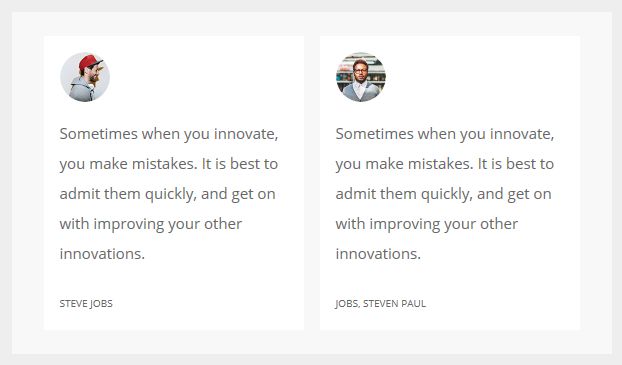 Sometimes when you innovate,
you make mistakes. It is best to
admit them quickly, and get on
with improving your other
innovations.
STEVE JOBS
Sometimes when you innovate,
you make mistakes. It is best to
admit them quickly, and get on
with improving your other
innovations.
JOBS, STEVEN PAUL